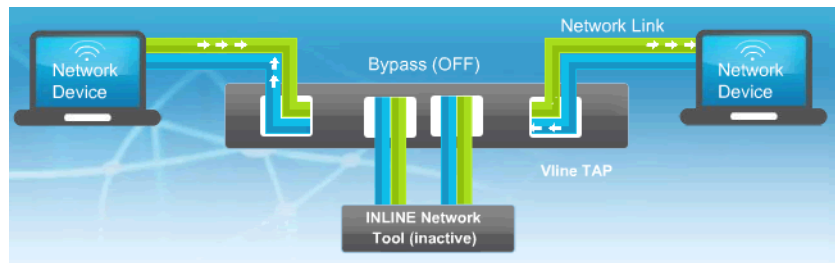 Network Link
Network
Device
Bypass (OFF)
Network
Device
Vline TAP
INLINE Network
Tool (inactive)